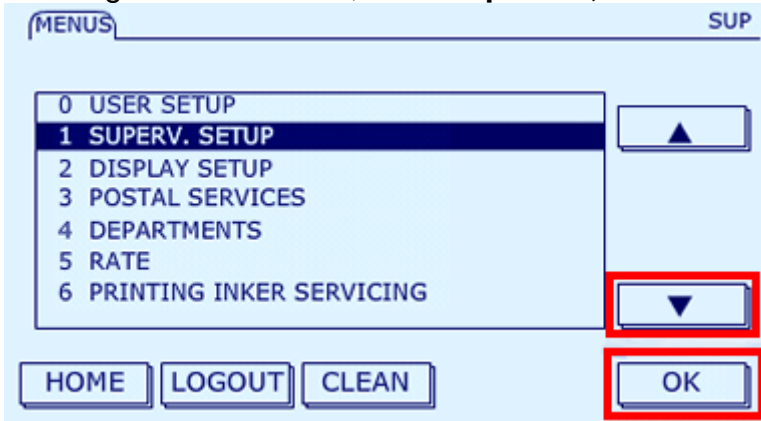 MENUS SUP
0 USER SETUP
1 SUPERV. SETUP
2 DISPLAY SETUP
3 POSTAL SERVICES
4 DEPARTMENTS
5 RATE
6 PRINTING INKER SERVICING
HOME LOGOUT CLEAN OK